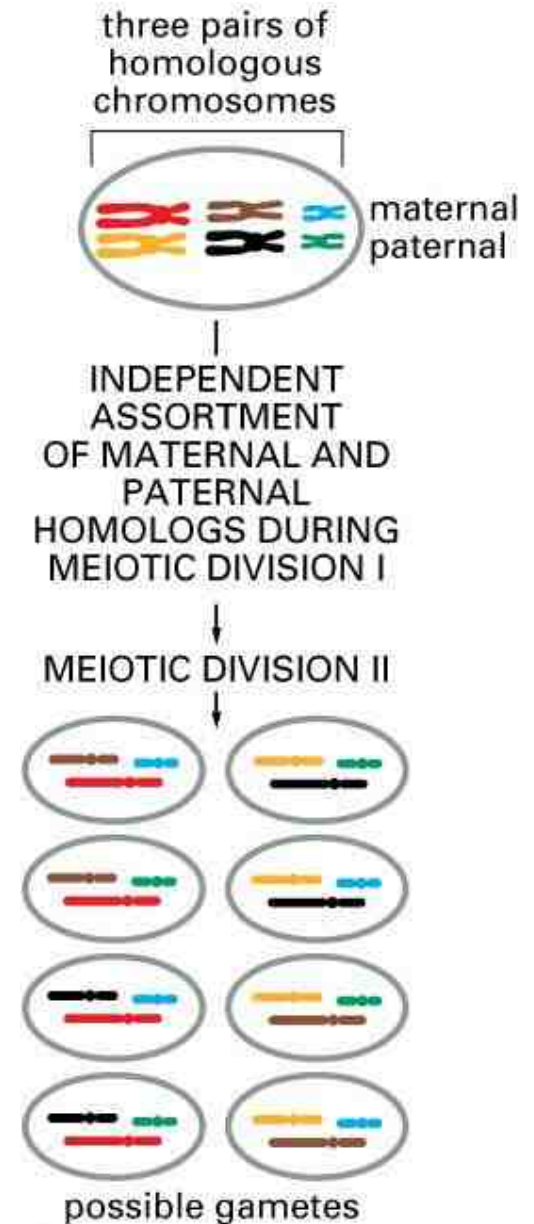 three pairs of
homologous
chromosomes
maternal
paternal
INDEPENDENT
ASSORTMENT
OF MATERNAL AND
PATERNAL
HOMOLOGS DURING
MEIOTIC DIVISION I
MEIOTIC DIVISION II
possible gametes